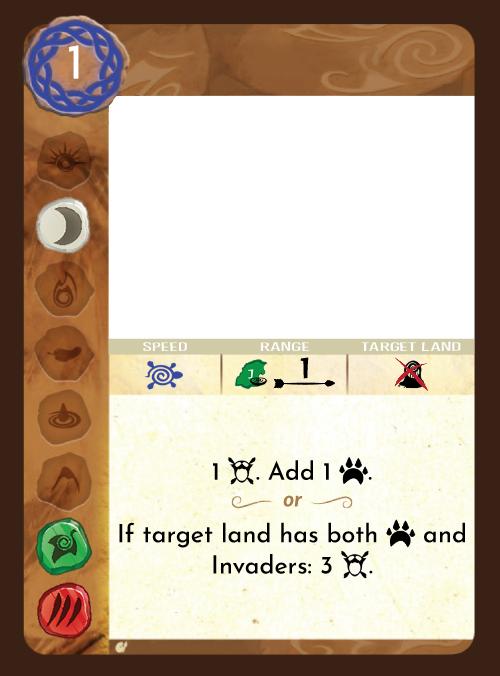 1
SPEED RANGE TARGET LAND
1 1
1 . Add 1 .
or
If target land has both and
Invaders: 3 .